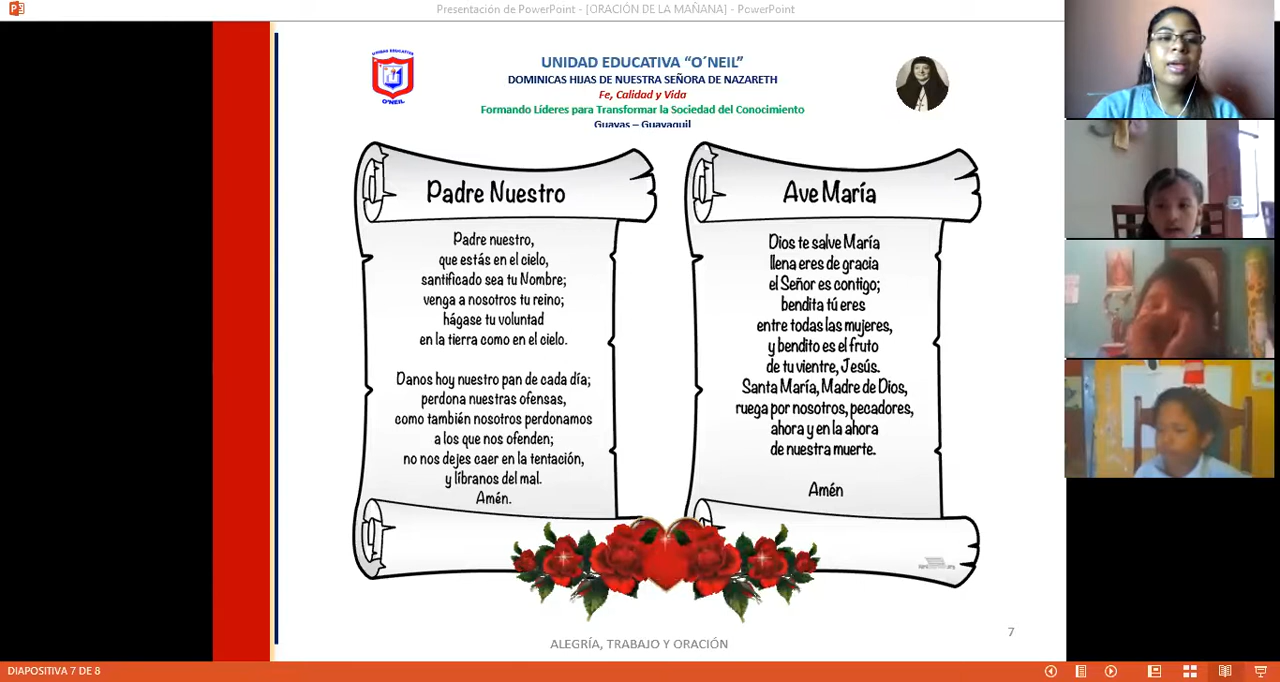 Presentación de PowerPoint - [ORACIÓN DE LA MAÑANA] - PowerPoint
UNIDAD EDUCATIVA
O´NEIL
UNIDAD EDUCATIVA “O´NEIL”
DOMINICAS HIJAS DE NUESTRA SEÑORA DE NAZARETH
Fe, Calidad y Vida
Formando Líderes para Transformar la Sociedad del Conocimiento
Guayas – Guayaquil
Padre Nuestro
Padre nuestro,
que estás en el cielo,
santificado sea tu Nombre;
venga a nosotros tu reino;
hágase tu voluntad
en la tierra como en el cielo.
Danos hoy nuestro pan de cada día;
perdona nuestras ofensas,
como también nosotros perdonamos
a los que nos ofenden;
no nos dejes caer en la tentación,
y líbranos del mal.
Amén.
Ave María
Dios te salve María
llena eres de gracia
el Señor es contigo;
bendita tú eres
entre todas las mujeres,
y bendito es el fruto
de tu vientre, Jesús.
Santa María, Madre de Dios,
ruega por nosotros, pecadores,
ahora y en la ahora
de nuestra muerte.
Amén
7
ALEGRÍA, TRABAJO Y ORACIÓN
DIAPOSITIVA 7 DE 8